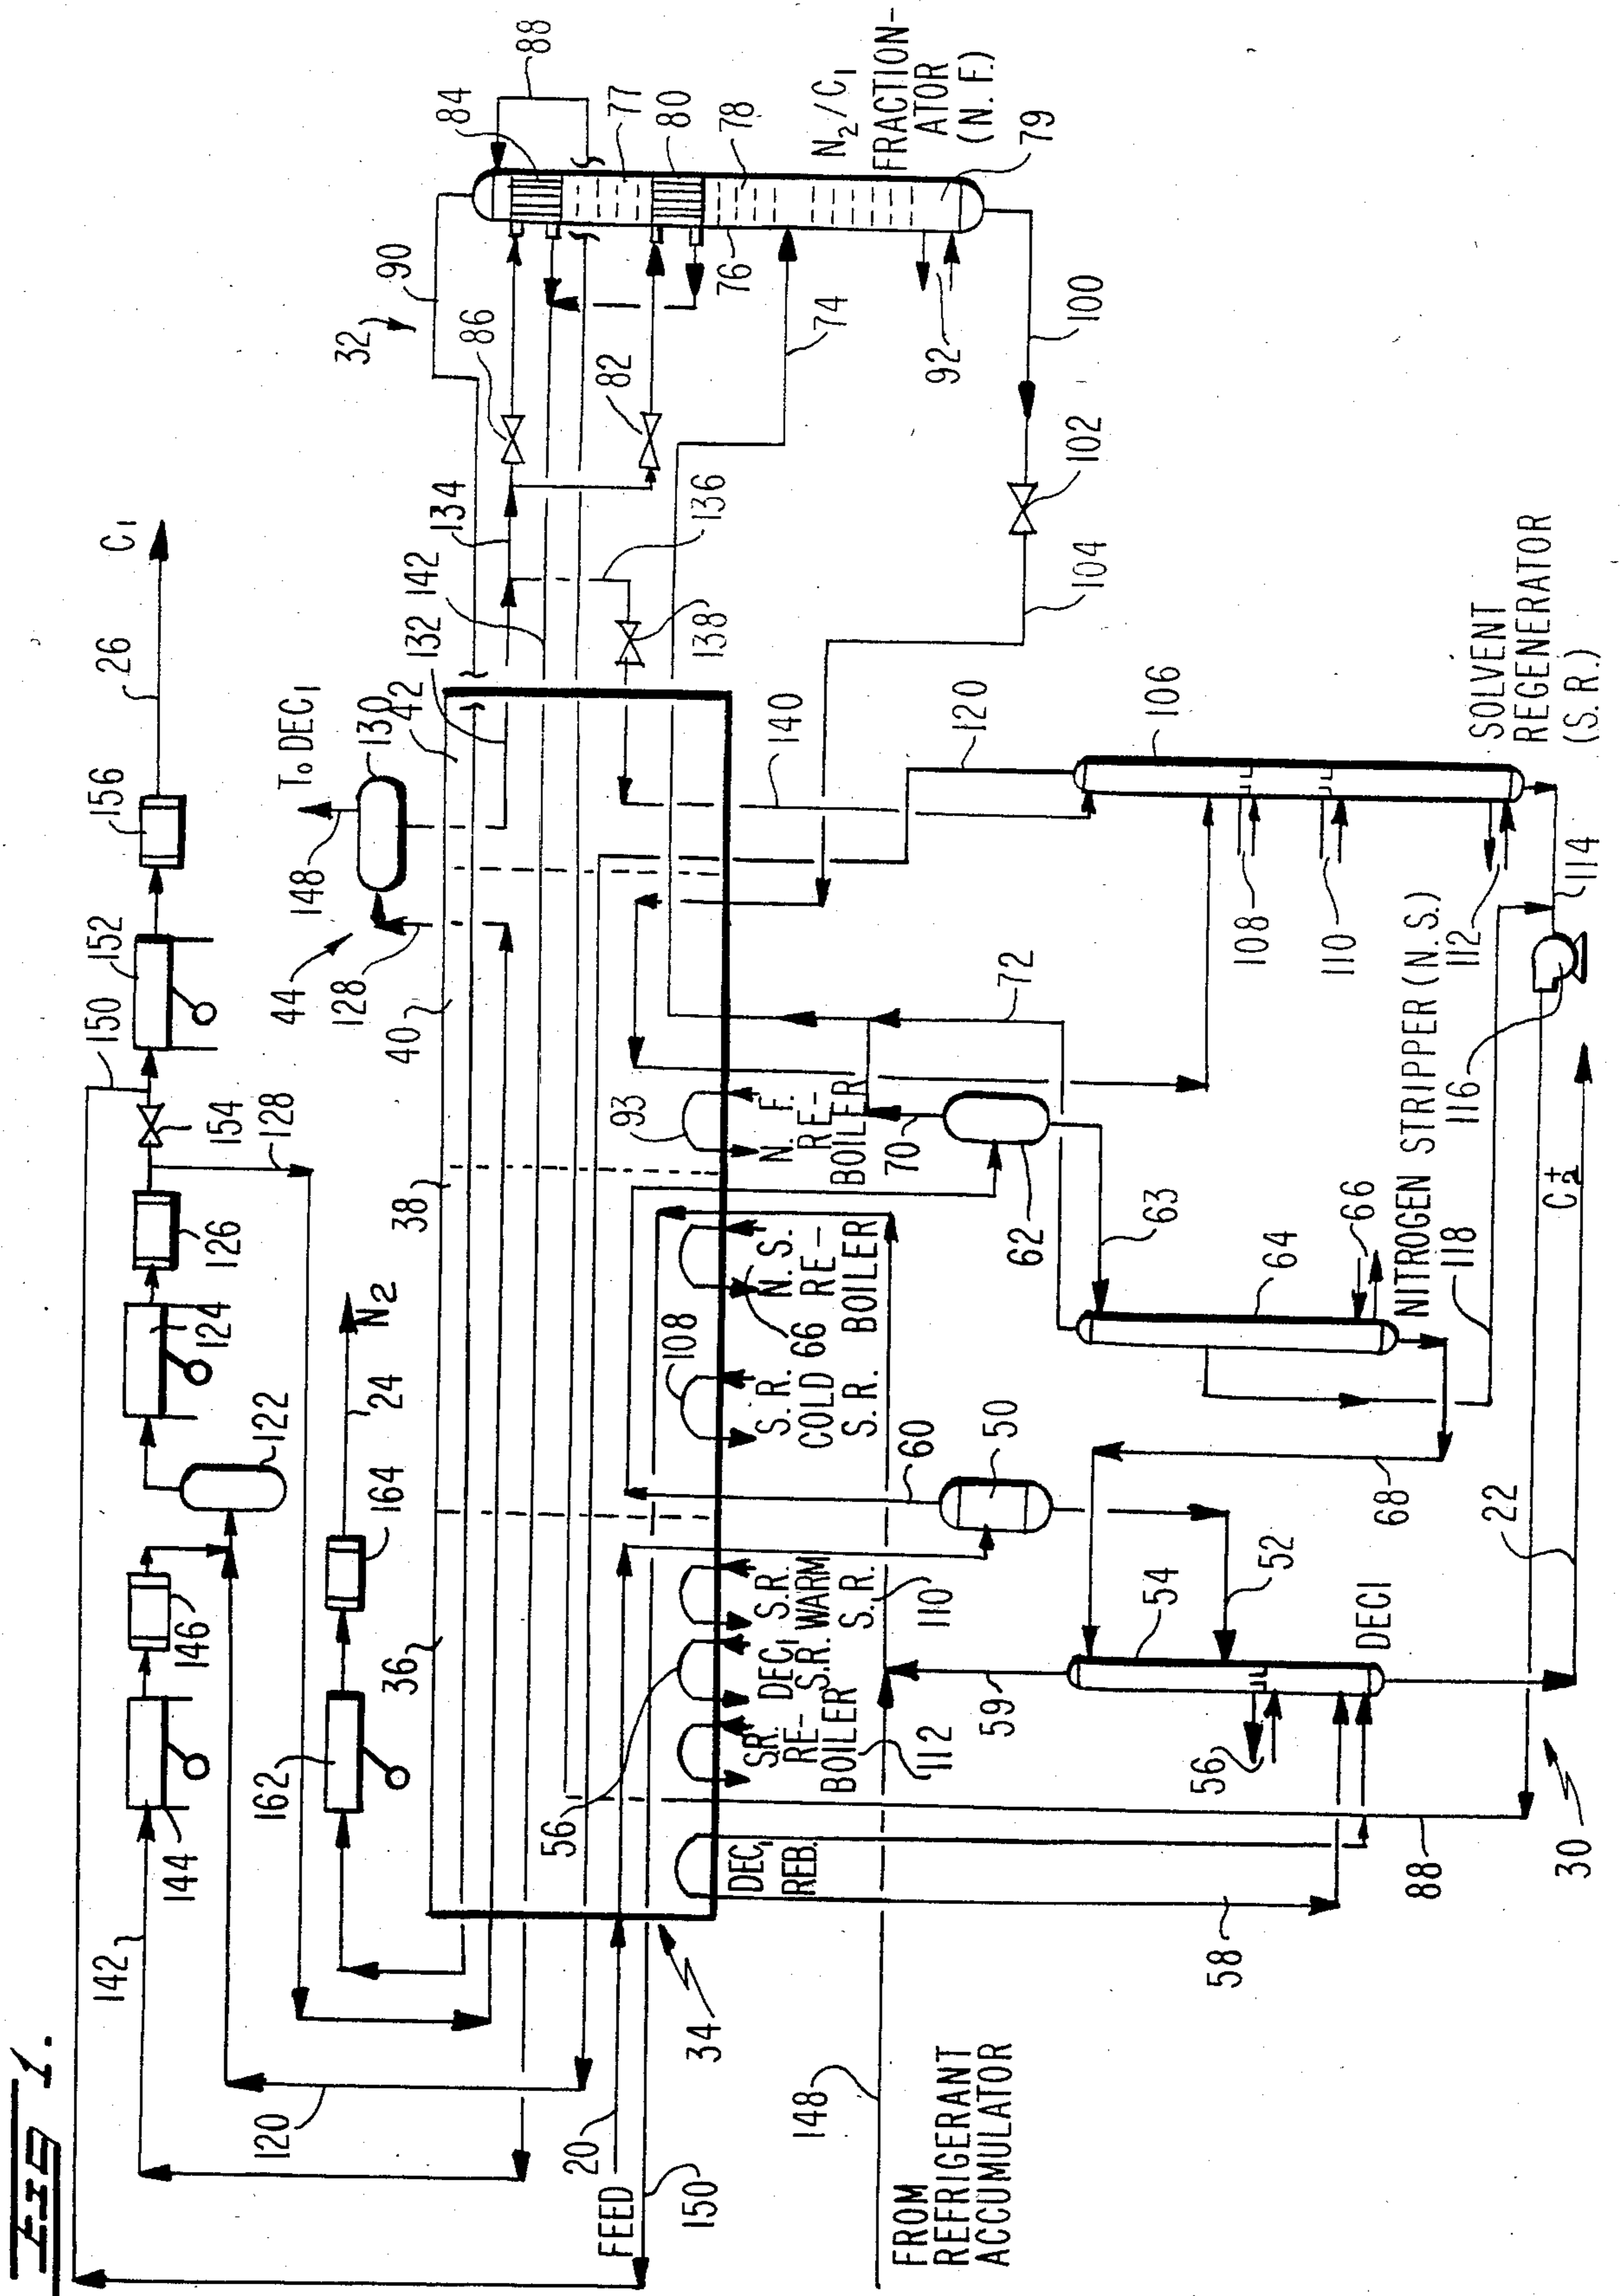 Fig 1.
FEED
20
150
120
142
144
146
122
124
126
154
128
150
152
156
26
C1
162
164
24
N2
44
128
148
To DEC1
130
42
132
142
134
136
138
140
32
90
86
82
84
88
77
80
78
76
74
92
79
N2/C1
FRACTION-
ATOR
(N. F.)
100
102
104
34
36
38
40
56
DEC1
REB.
S.R.
RE-
BOILER
112
DEC1
S.R.
S.R.
WARM
S. R.
110
108
S. R.
COLD
S. R.
66
N. S.
RE-
BOILER
93
N. F.
RE-
BOILER
FROM
REFRIGERANT
ACCUMULATOR
148
58
88
59
56
54
DEC1
52
50
60
68
22
30
62
63
64
66
NITROGEN STRIPPER (N. S.)
118
70
72
C2+
116
114
112
110
108
120
106
SOLVENT
REGENERATOR
(S. R.)